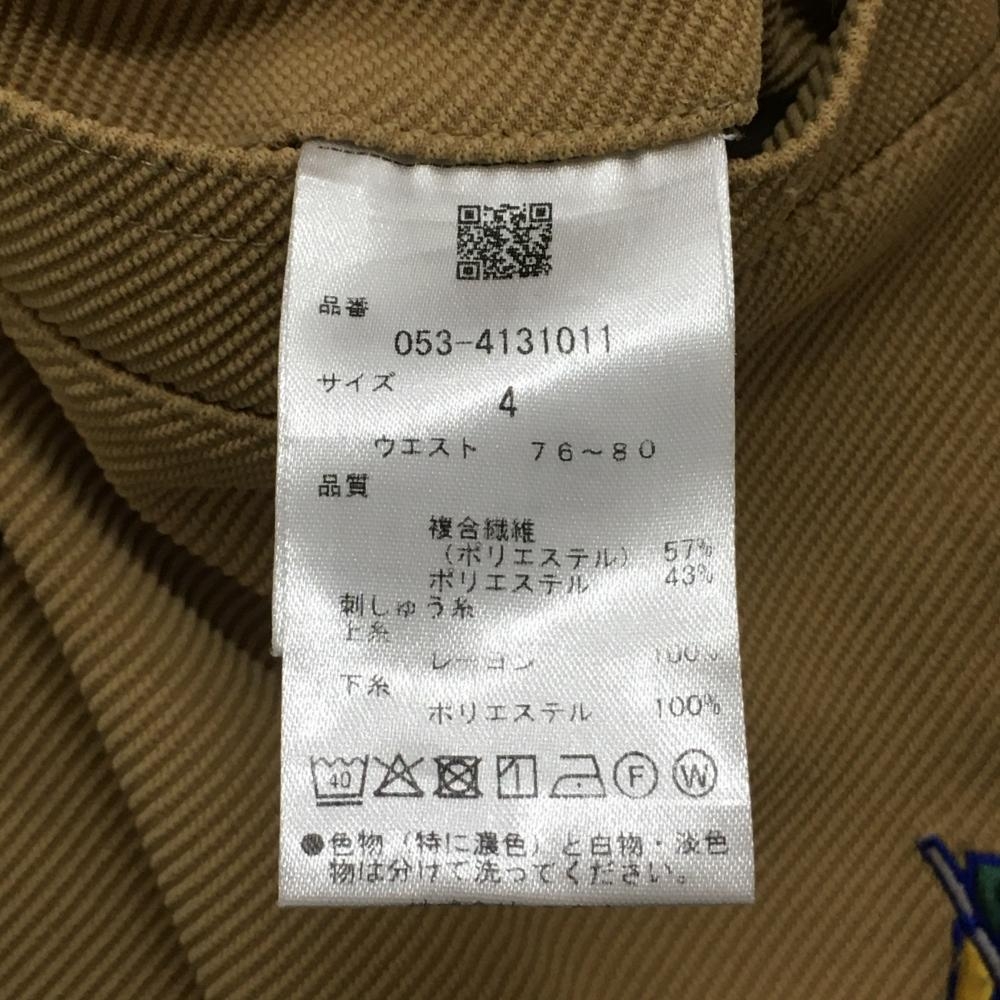 品番
053-4131011
サイズ
4
ウエスト 76～80
品質
複合繊維
(ポリエステル) 57%
ポリエステル 43%
刺しゅう糸
上糸
レーヨン 100%
下糸
ポリエステル 100%
40 F W
●色物(特に濃色)と白物・淡色
物は分けて洗ってください。